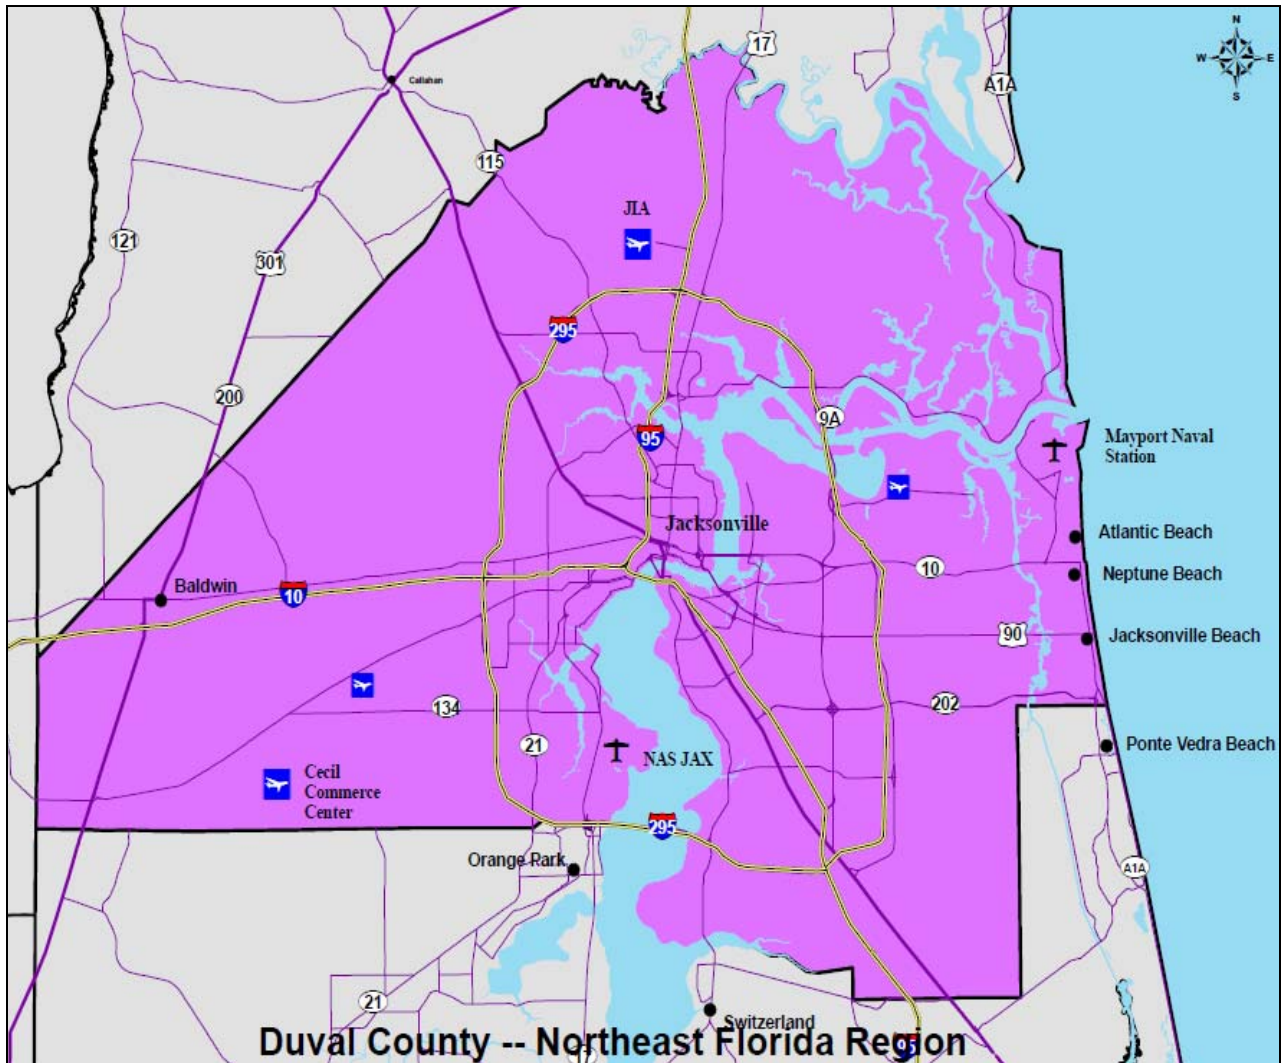 N
17
W
E
Callahan
A1A
S
115
JIA
121
301
295
200
9A
95
Mayport Naval
Station
Jacksonville
Atlantic Beach
10
Neptune Beach
Baldwin
10
90
Jacksonville Beach
134
202
21
Ponte Vedra Beach
NAS JAX
Cecil
Commerce
Center
295
Orange Park
A1A
21
Switzerland
Duval County -- Northeast Florida Region
95